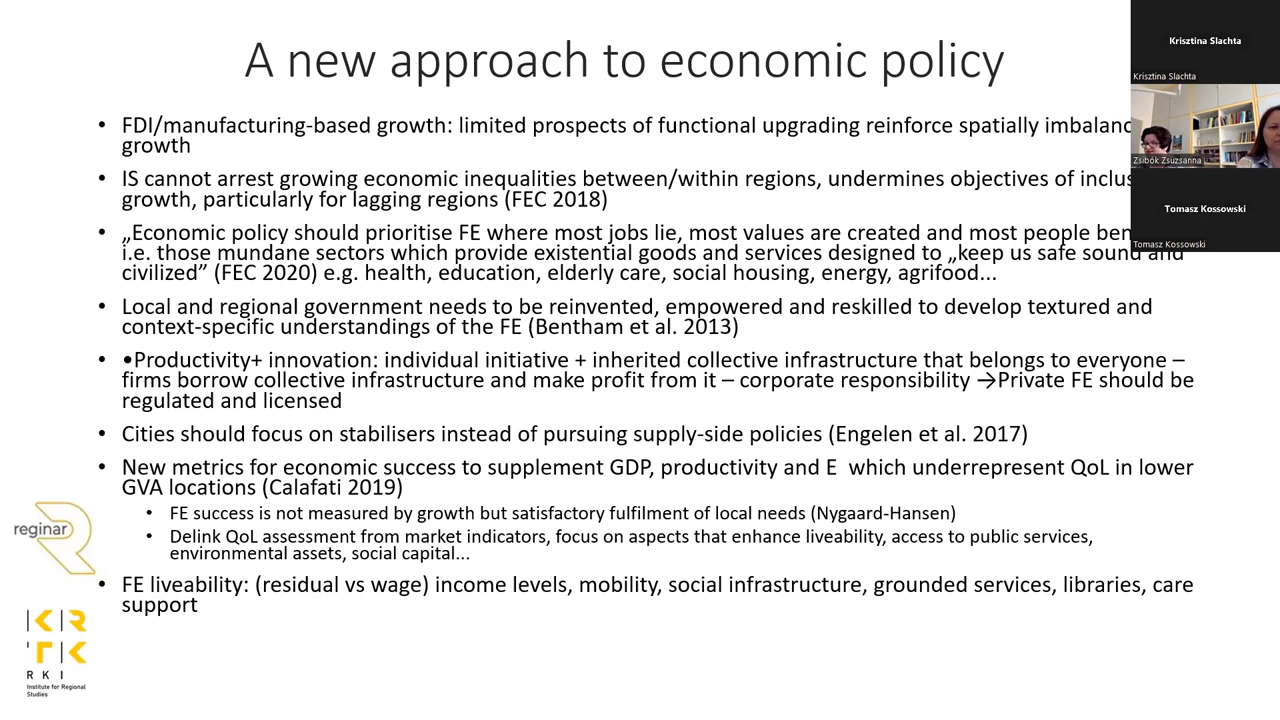 A new approach to economic policy
• FDI/manufacturing-based growth: limited prospects of functional upgrading reinforce spatially
growth
• IS cannot arrest growing economic inequalities between/within regions, undermines objectives of
growth, particularly for lagging regions (FEC 2018)
• „Economic policy should prioritise FE where most jobs lie, most values are created and most people
i.e. those mundane sectors which provide existential goods and services designed to „keep us safe sound and
civilized” (FEC 2020) e.g. health, education, elderly care, social housing, energy, agrifood...
• Local and regional government needs to be reinvented, empowered and reskilled to develop textured and
context-specific understandings of the FE (Bentham et al. 2013)
• •Productivity+ innovation: individual initiative + inherited collective infrastructure that belongs to everyone –
firms borrow collective infrastructure and make profit from it – corporate responsibility →Private FE should be
regulated and licensed
• Cities should focus on stabilisers instead of pursuing supply-side policies (Engelen et al. 2017)
• New metrics for economic success to supplement GDP, productivity and E which underrepresent QoL in lower
GVA locations (Calafati 2019)
• FE success is not measured by growth but satisfactory fulfilment of local needs (Nygaard-Hansen)
• Delink QoL assessment from market indicators, focus on aspects that enhance liveability, access to public services,
environmental assets, social capital...
• FE liveability: (residual vs wage) income levels, mobility, social infrastructure, grounded services, libraries, care
support
reginar
KR
TK
RKI
Institute for Regional
Studies
Krisztina Slachta
Krisztina Slachta
Zsibók Zsuzsanna
Tomasz Kossowski
Tomasz Kossowski